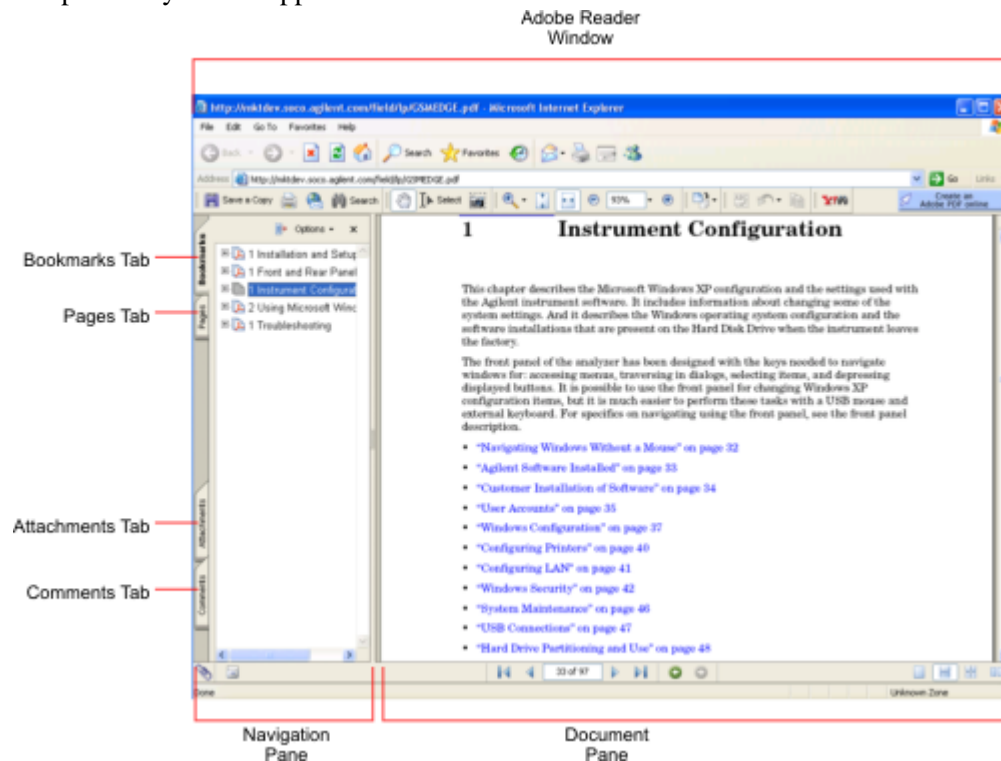 Adobe Reader
Window
http://mktdev.soco.agilent.com/field/lp/GSMEDGE.pdf - Microsoft Internet Explorer
File Edit Go To Favorites Help
Back Search Favorites
Address http://mktdev.soco.agilent.com/field/lp/GSMEDGE.pdf Go Links
Save a Copy Search Select 93% Create an
Adobe PDF online
Options
Bookmarks Tab
Pages Tab
Attachments Tab
Comments Tab
Bookmarks
Pages
Attachments
Comments
1 Installation and Setup
1 Front and Rear Panel
1 Instrument Configurat
2 Using Microsoft Winc
1 Troubleshooting
1 Instrument Configuration
This chapter describes the Microsoft Windows XP configuration and the settings used with
the Agilent instrument software. It includes information about changing some of the
system settings. And it describes the Windows operating system configuration and the
software installations that are present on the Hard Disk Drive when the instrument leaves
the factory.
The front panel of the analyzer has been designed with the keys needed to navigate
windows for: accessing menus, traversing in dialogs, selecting items, and depressing
displayed buttons. It is possible to use the front panel for changing Windows XP
configuration items, but it is much easier to perform these tasks with a USB mouse and
external keyboard. For specifics on navigating using the front panel, see the front panel
description.
• "Navigating Windows Without a Mouse" on page 32
• "Agilent Software Installed" on page 33
• "Customer Installation of Software" on page 34
• "User Accounts" on page 35
• "Windows Configuration" on page 37
• "Configuring Printers" on page 40
• "Configuring LAN" on page 41
• "Windows Security" on page 42
• "System Maintenance" on page 46
• "USB Connections" on page 47
• "Hard Drive Partitioning and Use" on page 48
33 of 97
Done Unknown Zone
Navigation
Pane
Document
Pane